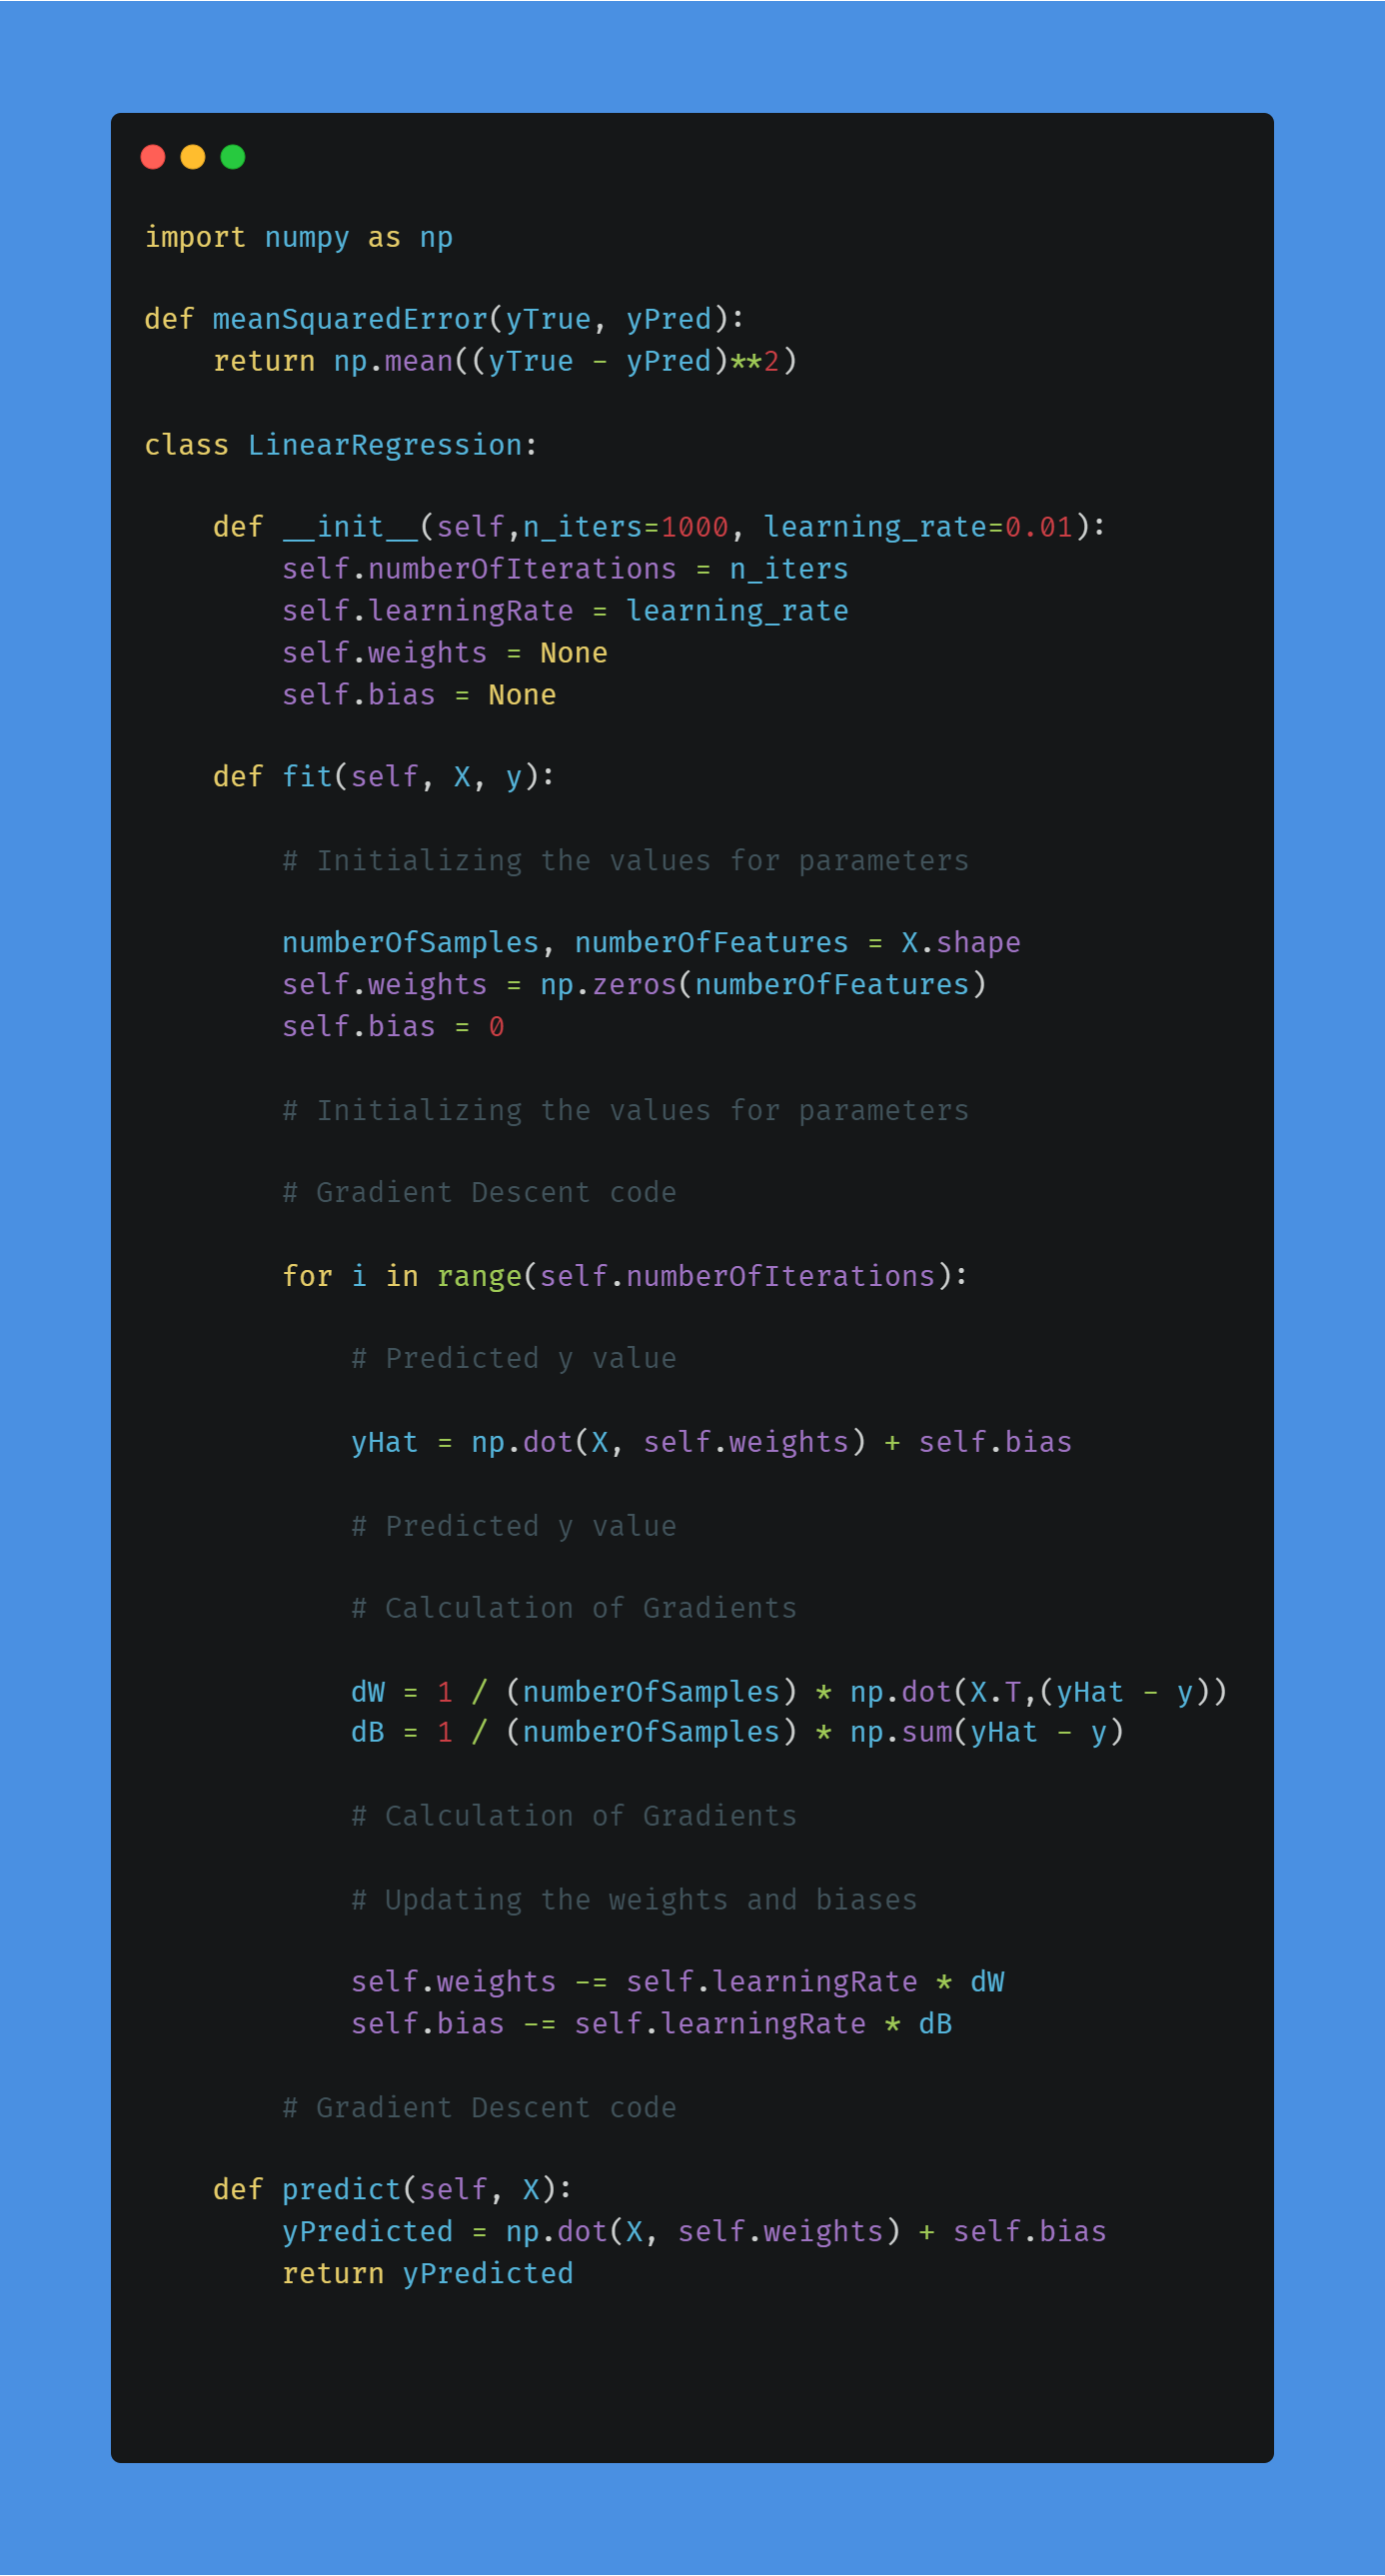 import numpy as np
def meanSquaredError(yTrue, yPred):
    return np.mean((yTrue - yPred)**2)
class LinearRegression:
    def __init__(self,n_iters=1000, learning_rate=0.01):
        self.numberOfIterations = n_iters
        self.learningRate = learning_rate
        self.weights = None
        self.bias = None
    def fit(self, X, y):
        # Initializing the values for parameters
        numberOfSamples, numberOfFeatures = X.shape
        self.weights = np.zeros(numberOfFeatures)
        self.bias = 0
        # Initializing the values for parameters
        # Gradient Descent code
        for i in range(self.numberOfIterations):
            # Predicted y value
            yHat = np.dot(X, self.weights) + self.bias
            # Predicted y value
            # Calculation of Gradients
            dW = 1 / (numberOfSamples) * np.dot(X.T,(yHat - y))
            dB = 1 / (numberOfSamples) * np.sum(yHat - y)
            # Calculation of Gradients
            # Updating the weights and biases
            self.weights -= self.learningRate * dW
            self.bias -= self.learningRate * dB
        # Gradient Descent code
    def predict(self, X):
        yPredicted = np.dot(X, self.weights) + self.bias
        return yPredicted